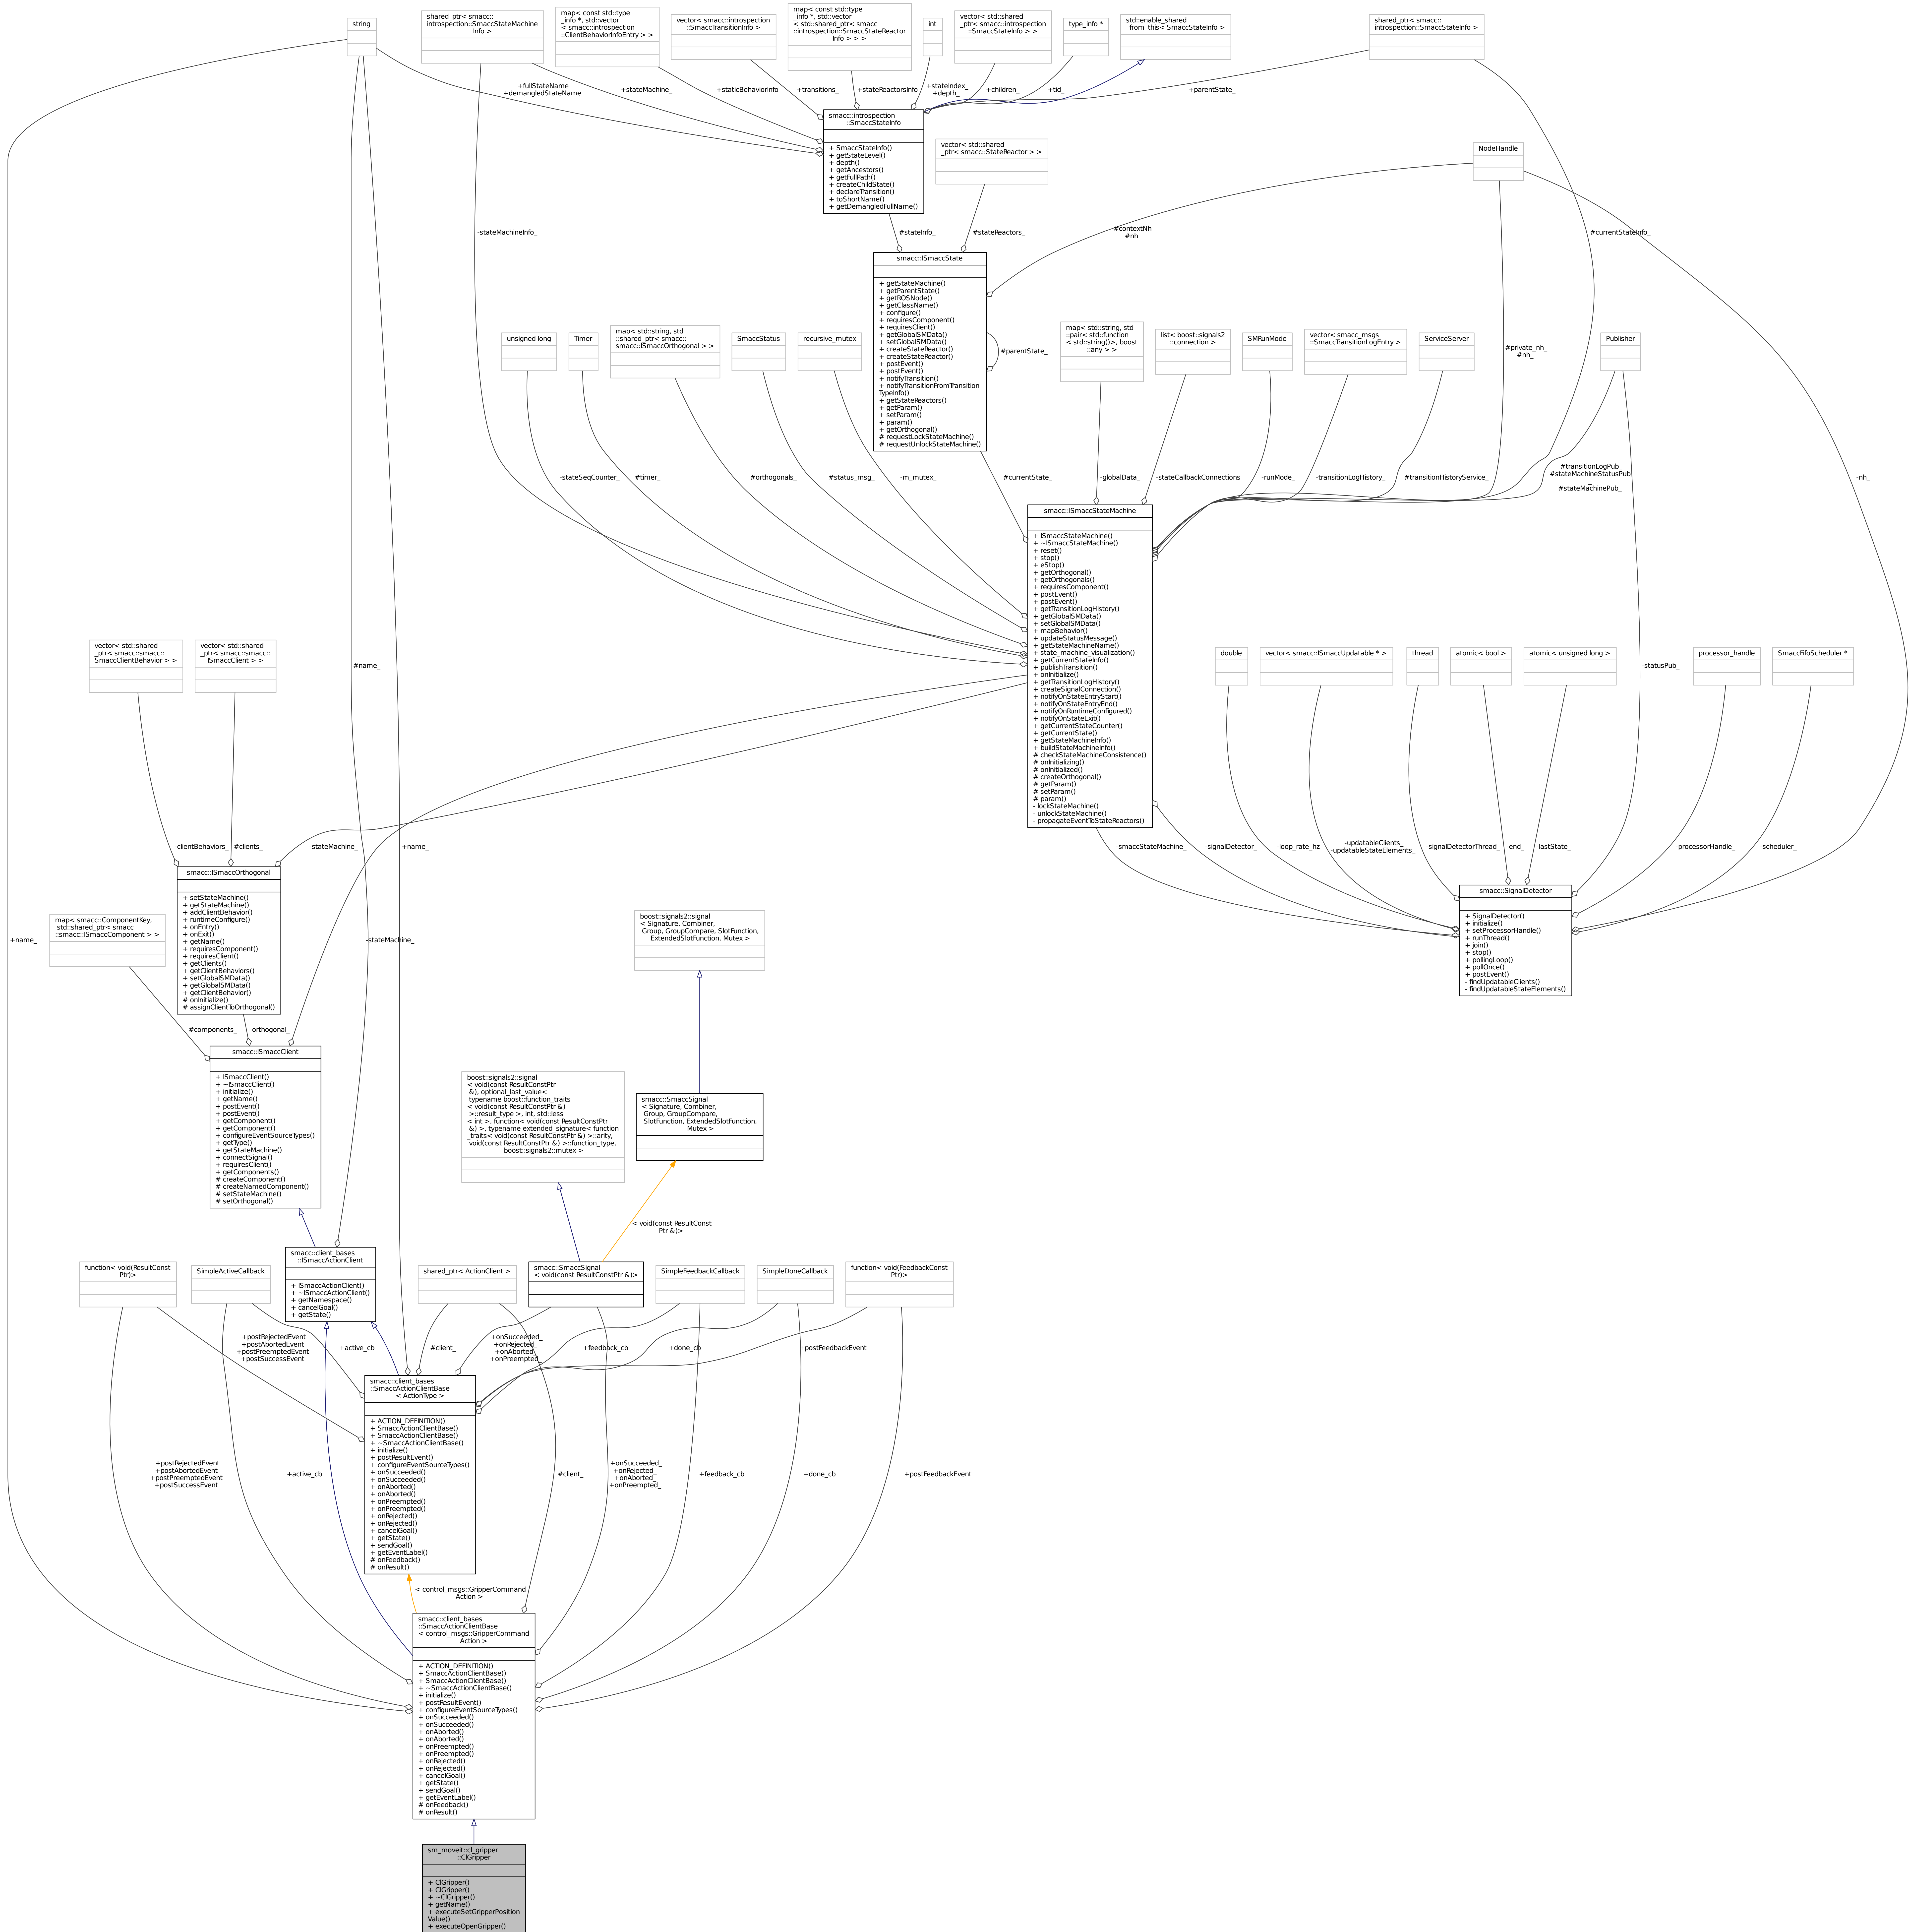 string
shared_ptr< smacc::
introspection::SmaccStateMachine
Info >
map< const std::type
_info *, std::vector
< smacc::introspection
::ClientBehaviorInfoEntry > >
vector< smacc::introspection
::SmaccTransitionInfo >
map< const std::type
_info *, std::vector
< std::shared_ptr< smacc
::introspection::SmaccStateReactor
Info > > >
int
vector< std::shared
_ptr< smacc::introspection
::SmaccStateInfo > >
type_info *
std::enable_shared
_from_this< SmaccStateInfo >
shared_ptr< smacc::
introspection::SmaccStateInfo >
+fullStateName
+demangledStateName
+stateMachine_
+staticBehaviorInfo
+transitions_
+stateReactorsInfo
+stateIndex_
+depth_
+children_
+tid_
+parentState_
smacc::introspection
::SmaccStateInfo
+ SmaccStateInfo()
+ getStateLevel()
+ depth()
+ getAncestors()
+ getFullPath()
+ createChildState()
+ declareTransition()
+ toShortName()
+ getDemangledFullName()
vector< std::shared
_ptr< smacc::StateReactor > >
NodeHandle
-stateMachineInfo_
#stateInfo_
#stateReactors_
#contextNh
#nh
#currentStateInfo_
smacc::ISmaccState
+ getStateMachine()
+ getParentState()
+ getROSNode()
+ getClassName()
+ configure()
+ requiresComponent()
+ requiresClient()
+ getGlobalSMData()
+ setGlobalSMData()
+ createStateReactor()
+ createStateReactor()
+ postEvent()
+ postEvent()
+ notifyTransition()
+ notifyTransitionFromTransition
TypeInfo()
+ getStateReactors()
+ getParam()
+ setParam()
+ param()
+ getOrthogonal()
# requestLockStateMachine()
# requestUnlockStateMachine()
#parentState_
unsigned long
Timer
map< std::string, std
::shared_ptr< smacc::
smacc::ISmaccOrthogonal > >
SmaccStatus
recursive_mutex
map< std::string, std
::pair< std::function
< std::string()>, boost
::any > >
list< boost::signals2
::connection >
SMRunMode
vector< smacc_msgs
::SmaccTransitionLogEntry >
ServiceServer
#private_nh_
#nh_
Publisher
-stateSeqCounter_
#timer_
#orthogonals_
#status_msg_
-m_mutex_
#currentState_
-globalData_
-stateCallbackConnections
-runMode_
-transitionLogHistory_
#transitionHistoryService_
#transitionLogPub_
#stateMachineStatusPub
_
#stateMachinePub_
-nh_
smacc::ISmaccStateMachine
+ ISmaccStateMachine()
+ ~ISmaccStateMachine()
+ reset()
+ stop()
+ eStop()
+ getOrthogonal()
+ getOrthogonals()
+ requiresComponent()
+ postEvent()
+ postEvent()
+ getTransitionLogHistory()
+ getGlobalSMData()
+ setGlobalSMData()
+ mapBehavior()
+ updateStatusMessage()
+ getStateMachineName()
+ state_machine_visualization()
+ getCurrentStateInfo()
+ publishTransition()
+ onInitialize()
+ getTransitionLogHistory()
+ createSignalConnection()
+ notifyOnStateEntryStart()
+ notifyOnStateEntryEnd()
+ notifyOnRuntimeConfigured()
+ notifyOnStateExit()
+ getCurrentStateCounter()
+ getCurrentState()
+ getStateMachineInfo()
+ buildStateMachineInfo()
# checkStateMachineConsistence()
# onInitializing()
# onInitialized()
# createOrthogonal()
# getParam()
# setParam()
# param()
- lockStateMachine()
- unlockStateMachine()
- propagateEventToStateReactors()
vector< std::shared
_ptr< smacc::smacc::
SmaccClientBehavior > >
vector< std::shared
_ptr< smacc::smacc::
ISmaccClient > >
#name_
double
vector< smacc::ISmaccUpdatable * >
thread
atomic< bool >
atomic< unsigned long >
-statusPub_
processor_handle
SmaccFifoScheduler *
-clientBehaviors_
#clients_
-stateMachine_
+name_
-smaccStateMachine_
-signalDetector_
-loop_rate_hz
-updatableClients_
-updatableStateElements_
-signalDetectorThread_
-end_
-lastState_
-processorHandle_
-scheduler_
smacc::ISmaccOrthogonal
+ setStateMachine()
+ getStateMachine()
+ addClientBehavior()
+ runtimeConfigure()
+ onEntry()
+ onExit()
+ getName()
+ requiresComponent()
+ requiresClient()
+ getClients()
+ getClientBehaviors()
+ setGlobalSMData()
+ getGlobalSMData()
+ getClientBehavior()
# onInitialize()
# assignClientToOrthogonal()
smacc::SignalDetector
+ SignalDetector()
+ initialize()
+ setProcessorHandle()
+ runThread()
+ join()
+ stop()
+ pollingLoop()
+ pollOnce()
+ postEvent()
- findUpdatableClients()
- findUpdatableStateElements()
map< smacc::ComponentKey,
std::shared_ptr< smacc
::smacc::ISmaccComponent > >
boost::signals2::signal
< Signature, Combiner,
Group, GroupCompare, SlotFunction,
ExtendedSlotFunction, Mutex >
+name_
-stateMachine_
#components_
-orthogonal_
smacc::ISmaccClient
+ ISmaccClient()
+ ~ISmaccClient()
+ initialize()
+ getName()
+ postEvent()
+ postEvent()
+ getComponent()
+ getComponent()
+ configureEventSourceTypes()
+ getType()
+ getStateMachine()
+ connectSignal()
+ requiresClient()
+ getComponents()
# createComponent()
# createNamedComponent()
# setStateMachine()
# setOrthogonal()
boost::signals2::signal
< void(const ResultConstPtr
&), optional_last_value<
typename boost::function_traits
< void(const ResultConstPtr &)
>::result_type >, int, std::less
< int >, function< void(const ResultConstPtr
&) >, typename extended_signature< function
_traits< void(const ResultConstPtr &) >::arity,
void(const ResultConstPtr &) >::function_type,
boost::signals2::mutex >
smacc::SmaccSignal
< Signature, Combiner,
Group, GroupCompare,
SlotFunction, ExtendedSlotFunction,
Mutex >
< void(const ResultConst
Ptr &)>
function< void(ResultConst
Ptr)>
SimpleActiveCallback
smacc::client_bases
::ISmaccActionClient
+ ISmaccActionClient()
+ ~ISmaccActionClient()
+ getNamespace()
+ cancelGoal()
+ getState()
shared_ptr< ActionClient >
smacc::SmaccSignal
< void(const ResultConstPtr &)>
SimpleFeedbackCallback
SimpleDoneCallback
function< void(FeedbackConst
Ptr)>
+postRejectedEvent
+postAbortedEvent
+postPreemptedEvent
+postSuccessEvent
+active_cb
#client_
+onSucceeded_
+onRejected_
+onAborted_
+onPreempted_
+feedback_cb
+done_cb
+postFeedbackEvent
smacc::client_bases
::SmaccActionClientBase
< ActionType >
+ ACTION_DEFINITION()
+ SmaccActionClientBase()
+ SmaccActionClientBase()
+ ~SmaccActionClientBase()
+ initialize()
+ postResultEvent()
+ configureEventSourceTypes()
+ onSucceeded()
+ onSucceeded()
+ onAborted()
+ onAborted()
+ onPreempted()
+ onPreempted()
+ onRejected()
+ onRejected()
+ cancelGoal()
+ getState()
+ sendGoal()
+ getEventLabel()
# onFeedback()
# onResult()
+postRejectedEvent
+postAbortedEvent
+postPreemptedEvent
+postSuccessEvent
+active_cb
#client_
+onSucceeded_
+onRejected_
+onAborted_
+onPreempted_
+feedback_cb
+done_cb
+postFeedbackEvent
< control_msgs::GripperCommand
Action >
smacc::client_bases
::SmaccActionClientBase
< control_msgs::GripperCommand
Action >
+ ACTION_DEFINITION()
+ SmaccActionClientBase()
+ SmaccActionClientBase()
+ ~SmaccActionClientBase()
+ initialize()
+ postResultEvent()
+ configureEventSourceTypes()
+ onSucceeded()
+ onSucceeded()
+ onAborted()
+ onAborted()
+ onPreempted()
+ onPreempted()
+ onRejected()
+ onRejected()
+ cancelGoal()
+ getState()
+ sendGoal()
+ getEventLabel()
# onFeedback()
# onResult()
sm_moveit::cl_gripper
::ClGripper
+ ClGripper()
+ ClGripper()
+ ~ClGripper()
+ getName()
+ executeSetGripperPosition
Value()
+ executeOpenGripper()